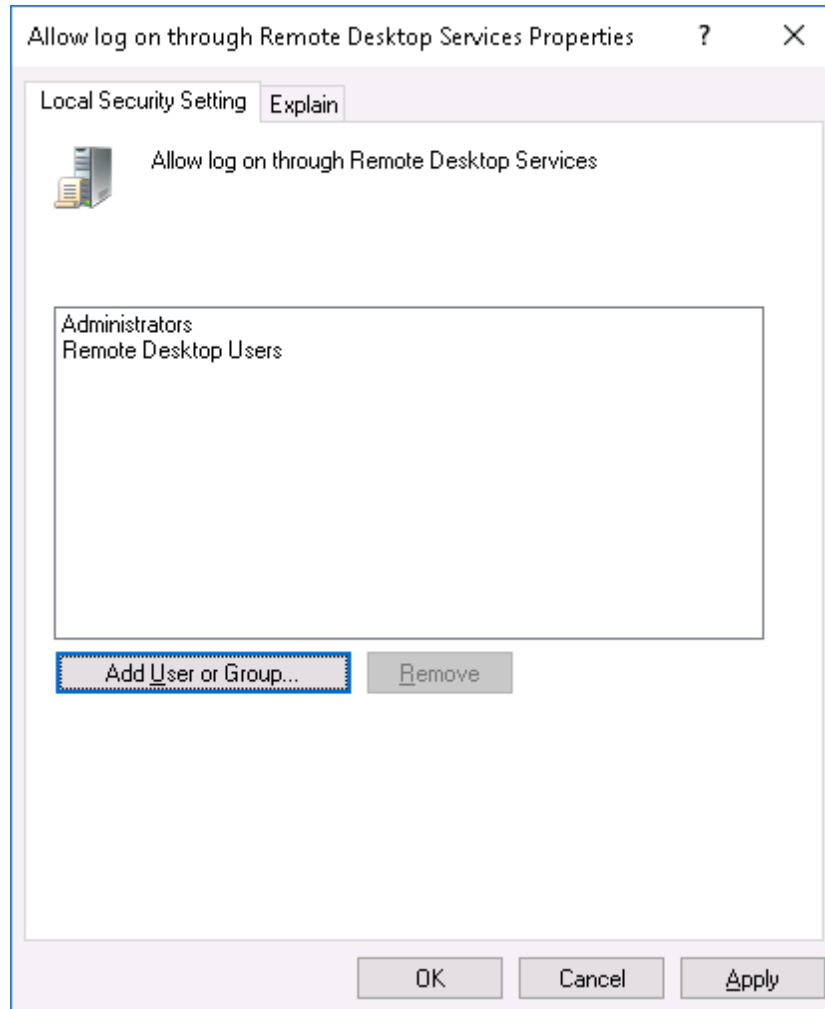 Allow log on through Remote Desktop Services Properties ?
Local Security Setting Explain
Allow log on through Remote Desktop Services
Administrators
Remote Desktop Users
Add User or Group... Remove
OK Cancel Apply